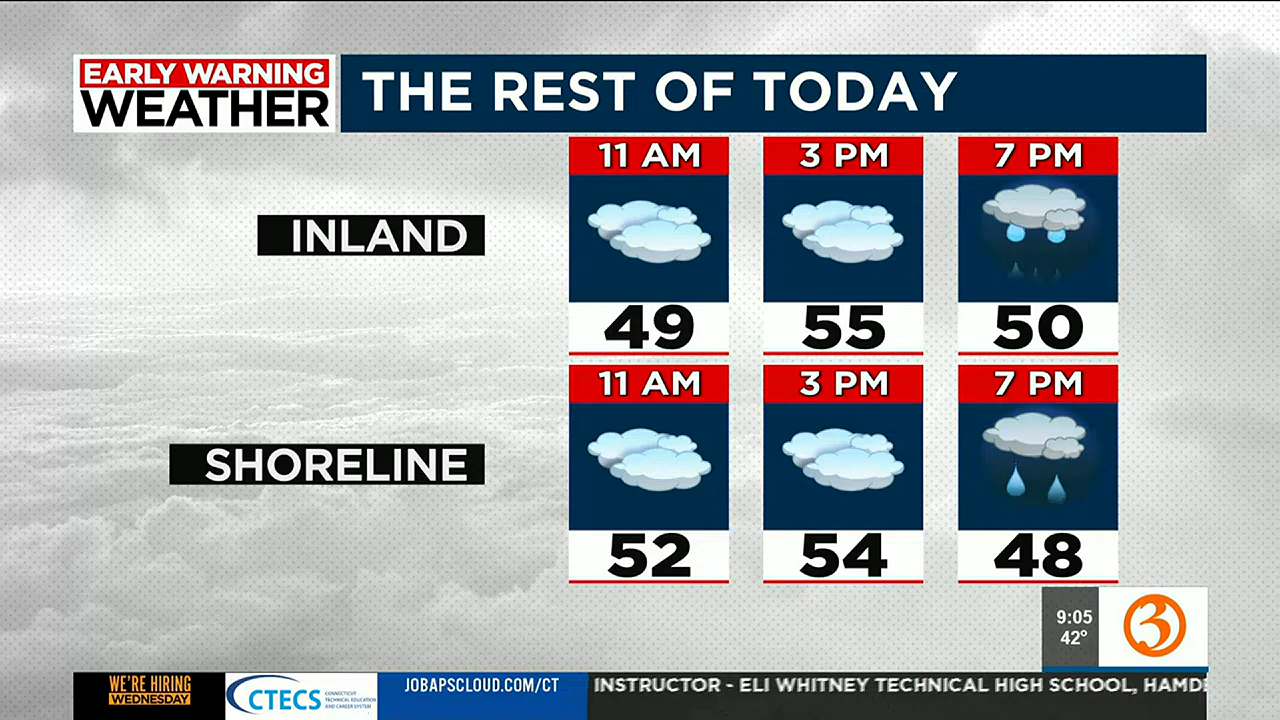 EARLY WARNING
WEATHER
THE REST OF TODAY
11 AM
3 PM
7 PM
INLAND
49
55
50
11 AM
3 PM
7 PM
SHORELINE
52
54
48
9:05
42°
3
WE'RE HIRING
WEDNESDAY
CTECS
CONNECTICUT
TECHNICAL EDUCATION
AND CAREER SYSTEM
JOBAPSCLOUD.COM/CT
INSTRUCTOR - ELI WHITNEY TECHNICAL HIGH SCHOOL,